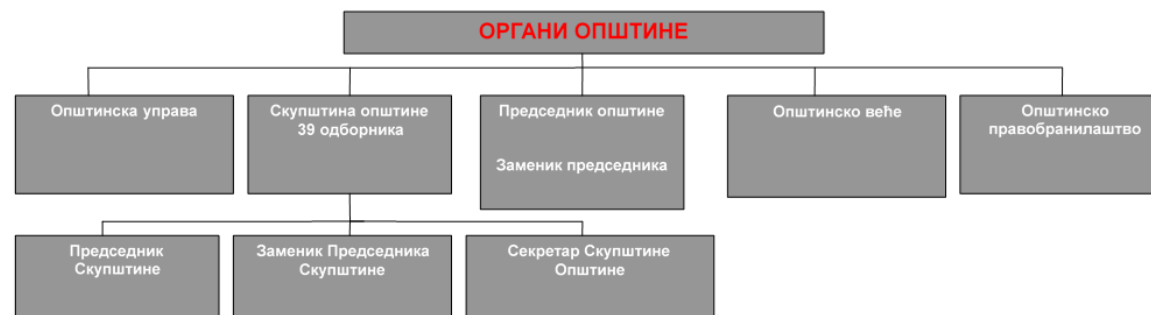 ОРГАНИ ОПШТИНЕ
Општинска управа
Скупштина општине
39 одборника
Председник општине
Заменик председника
Општинско веће
Општинско
правобранилаштво
Председник
Скупштине
Заменик Председника
Скупштине
Секретар Скупштине
Општине